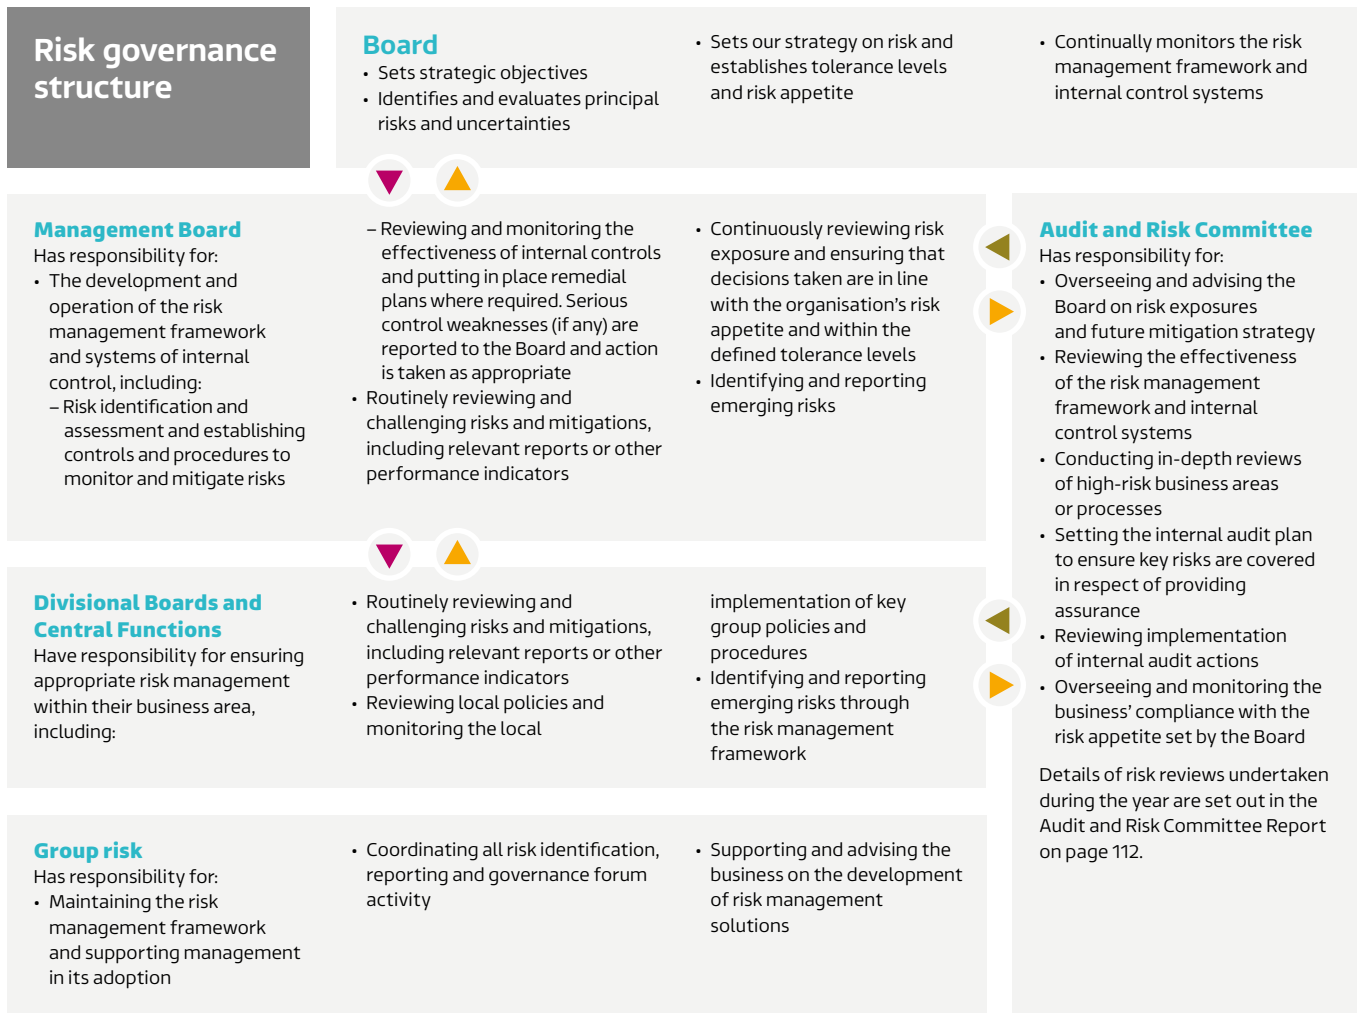 Risk governance
structure
Board
• Sets strategic objectives
• Identifies and evaluates principal
risks and uncertainties
• Sets our strategy on risk and
establishes tolerance levels
and risk appetite
• Continually monitors the risk
management framework and
internal control systems
Management Board
Has responsibility for:
• The development and
operation of the risk
management framework
and systems of internal
control, including:
– Risk identification and
assessment and establishing
controls and procedures to
monitor and mitigate risks
– Reviewing and monitoring the
effectiveness of internal controls
and putting in place remedial
plans where required. Serious
control weaknesses (if any) are
reported to the Board and action
is taken as appropriate
• Routinely reviewing and
challenging risks and mitigations,
including relevant reports or other
performance indicators
• Continuously reviewing risk
exposure and ensuring that
decisions taken are in line
with the organisation’s risk
appetite and within the
defined tolerance levels
• Identifying and reporting
emerging risks
Divisional Boards and
Central Functions
Have responsibility for ensuring
appropriate risk management
within their business area,
including:
• Routinely reviewing and
challenging risks and mitigations,
including relevant reports or other
performance indicators
• Reviewing local policies and
monitoring the local
implementation of key
group policies and
procedures
• Identifying and reporting
emerging risks through
the risk management
framework
Group risk
Has responsibility for:
• Maintaining the risk
management framework
and supporting management
in its adoption
• Coordinating all risk identification,
reporting and governance forum
activity
• Supporting and advising the
business on the development
of risk management
solutions
Audit and Risk Committee
Has responsibility for:
• Overseeing and advising the
Board on risk exposures
and future mitigation strategy
• Reviewing the effectiveness
of the risk management
framework and internal
control systems
• Conducting in-depth reviews
of high-risk business areas
or processes
• Setting the internal audit plan
to ensure key risks are covered
in respect of providing
assurance
• Reviewing implementation
of internal audit actions
• Overseeing and monitoring the
business’ compliance with the
risk appetite set by the Board
Details of risk reviews undertaken
during the year are set out in the
Audit and Risk Committee Report
on page 112.